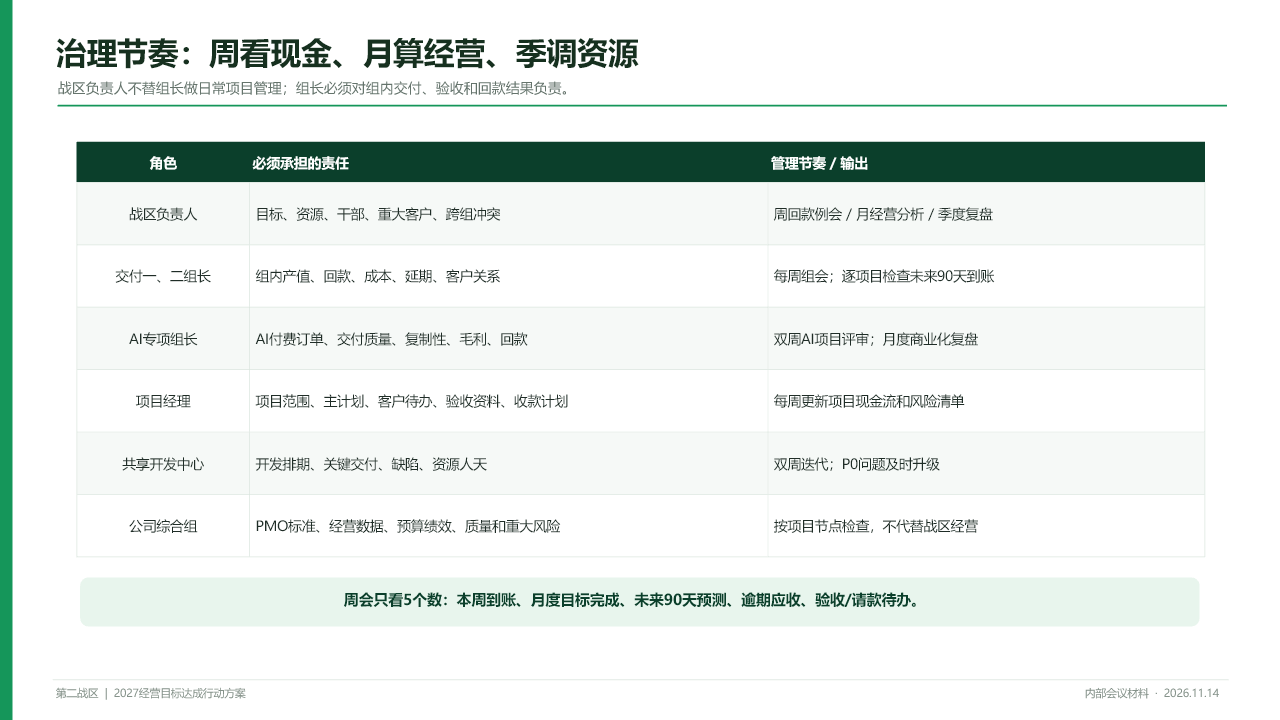 治理节奏：周看现金、月算经营、季调资源
战区负责人不替组长做日常项目管理；组长必须对组内交付、验收和回款结果负责。
角色 必须承担的责任 管理节奏 / 输出
战区负责人 目标、资源、干部、重大客户、跨组冲突 周回款例会 / 月经营分析 / 季度复盘
交付一、二组长 组内产值、回款、成本、延期、客户关系 每周组会；逐项目检查未来90天到账
AI专项组长 AI付费订单、交付质量、复制性、毛利、回款 双周AI项目评审；月度商业化复盘
项目经理 项目范围、主计划、客户待办、验收资料、收款计划 每周更新项目现金流和风险清单
共享开发中心 开发排期、关键交付、缺陷、资源人天 双周迭代；P0问题及时升级
公司综合组 PMO标准、经营数据、预算绩效、质量和重大风险 按项目节点检查，不代替战区经营
周会只看5个数：本周到账、月度目标完成、未来90天预测、逾期应收、验收/请款待办。
第二战区 | 2027经营目标达成行动方案 内部会议材料 · 2026.11.14